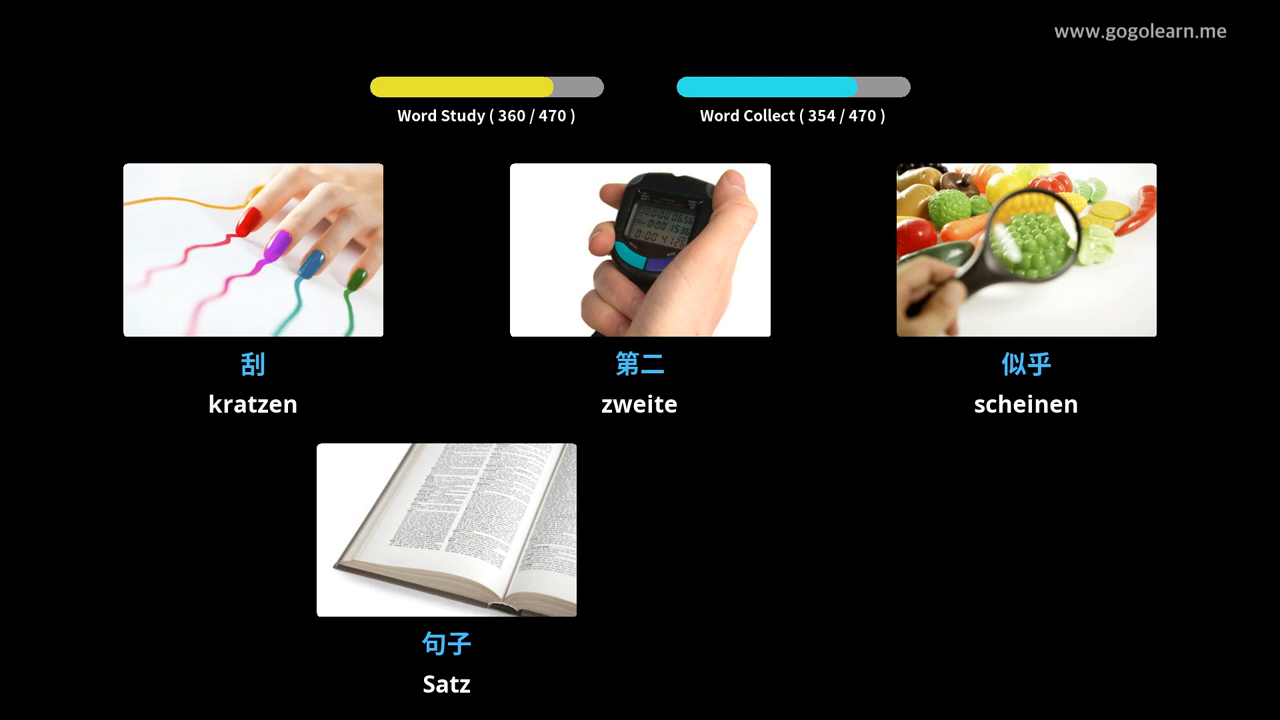 www.gogolearn.me
Word Study ( 360 / 470 )
Word Collect ( 354 / 470 )
刮
kratzen
第二
zweite
似乎
scheinen
句子
Satz